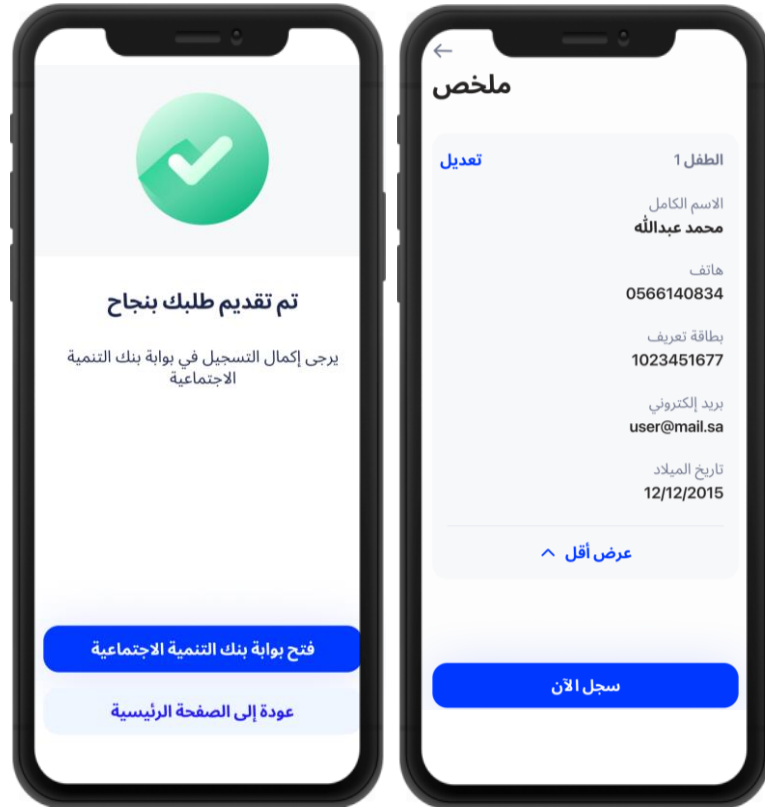 ملخص
الطفل 1
تعديل
الاسم الكامل
محمد عبدالله
هاتف
0566140834
بطاقة تعريف
1023451677
بريد إلكتروني
user@mail.sa
تاريخ الميلاد
12/12/2015
عرض أقل
سجل الآن
تم تقديم طلبك بنجاح
يرجى إكمال التسجيل في بوابة بنك التنمية
الاجتماعية
فتح بوابة بنك التنمية الاجتماعية
عودة إلى الصفحة الرئيسية